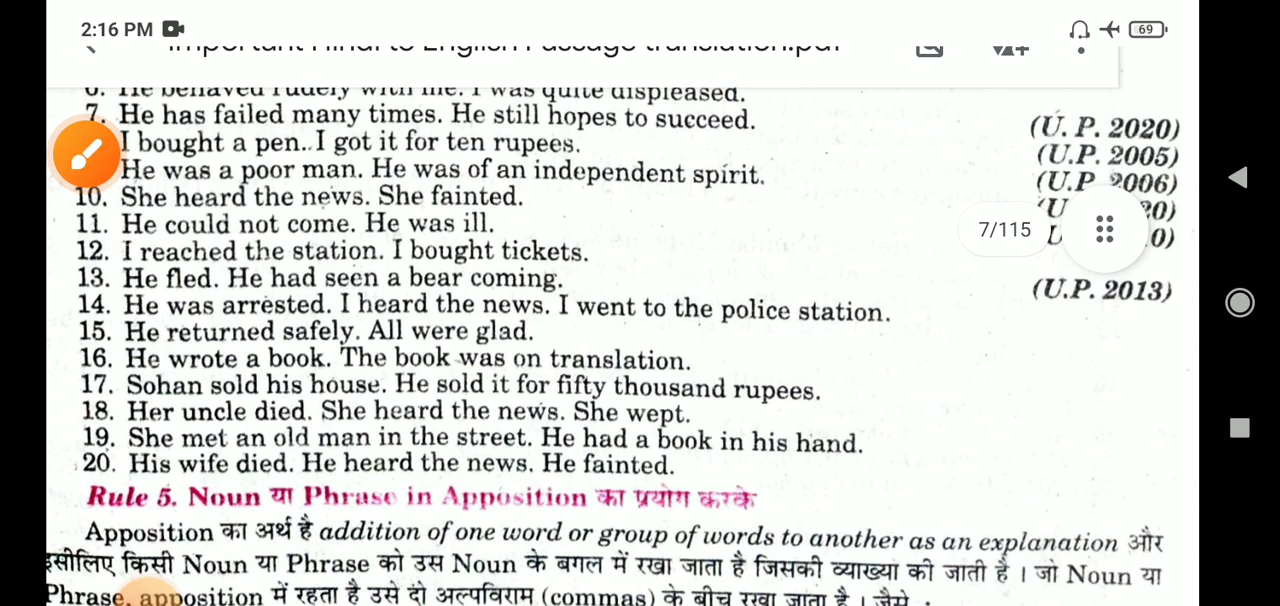 2:16 PM
69
Important Hindi to English Passage translation.pdf
6. He behaved rudely with me. I was quite displeased.
7. He has failed many times. He still hopes to succeed. (U. P. 2020)
I bought a pen..I got it for ten rupees. (U.P. 2005)
He was a poor man. He was of an independent spirit. (U.P 2006)
10. She heard the news. She fainted. 20)
11. He could not come. He was ill. 0)
7/115
12. I reached the station. I bought tickets.
13. He fled. He had seen a bear coming. (U.P. 2013)
14. He was arrested. I heard the news. I went to the police station.
15. He returned safely. All were glad.
16. He wrote a book. The book was on translation.
17. Sohan sold his house. He sold it for fifty thousand rupees.
18. Her uncle died. She heard the news. She wept.
19. She met an old man in the street. He had a book in his hand.
20. His wife died. He heard the news. He fainted.
Rule 5. Noun या Phrase in Apposition का प्रयोग करके
Apposition का अर्थ है addition of one word or group of words to another as an explanation और
इसीलिए किसी Noun या Phrase को उस Noun के बगल में रखा जाता है जिसकी व्याख्या की जाती है । जो Noun या
Phrase, apposition में रहता है उसे दो अल्पविराम (commas) के बीच रखा जाता है । जैसे :